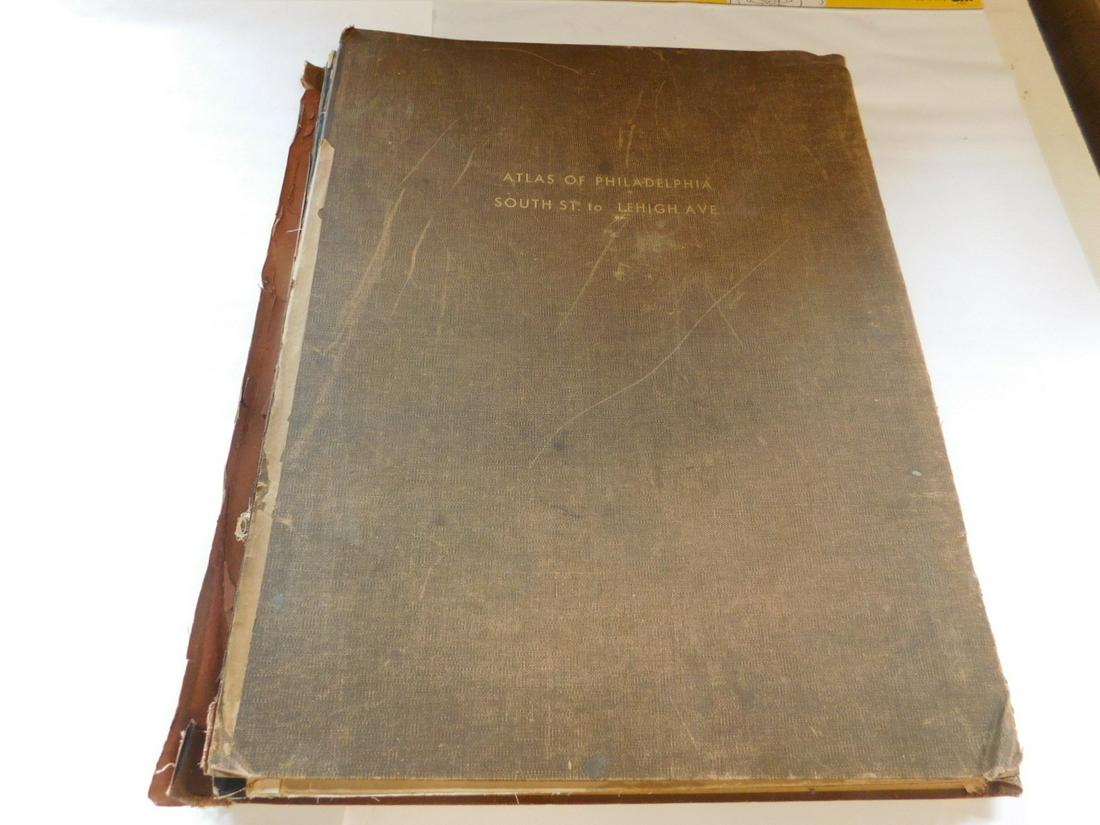 ATLAS OF PHILADELPHIA
SOUTH ST. to LEHIGH AVE.